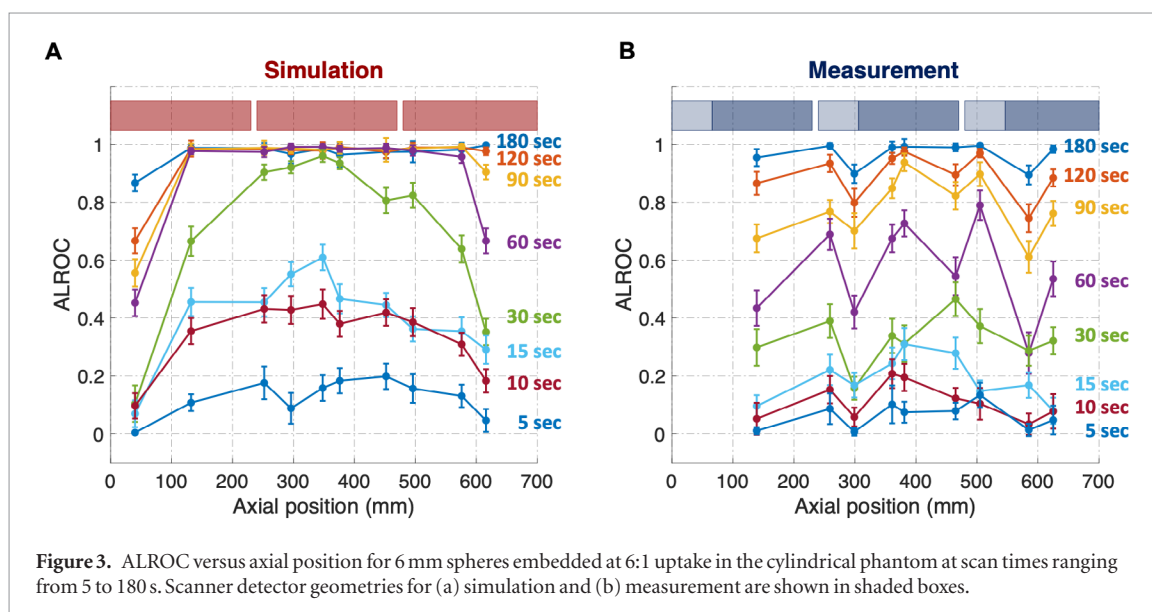 A
Simulation
1
0.8
0.6
0.4
0.2
0
ALROC
180 sec
120 sec
90 sec
60 sec
30 sec
15 sec
10 sec
5 sec
0 100 200 300 400 500 600 700
Axial position (mm)
B
Measurement
1
0.8
0.6
0.4
0.2
0
ALROC
180 sec
120 sec
90 sec
60 sec
30 sec
15 sec
10 sec
5 sec
0 100 200 300 400 500 600 700
Axial position (mm)
Figure 3. ALROC versus axial position for 6 mm spheres embedded at 6:1 uptake in the cylindrical phantom at scan times ranging
from 5 to 180 s. Scanner detector geometries for (a) simulation and (b) measurement are shown in shaded boxes.